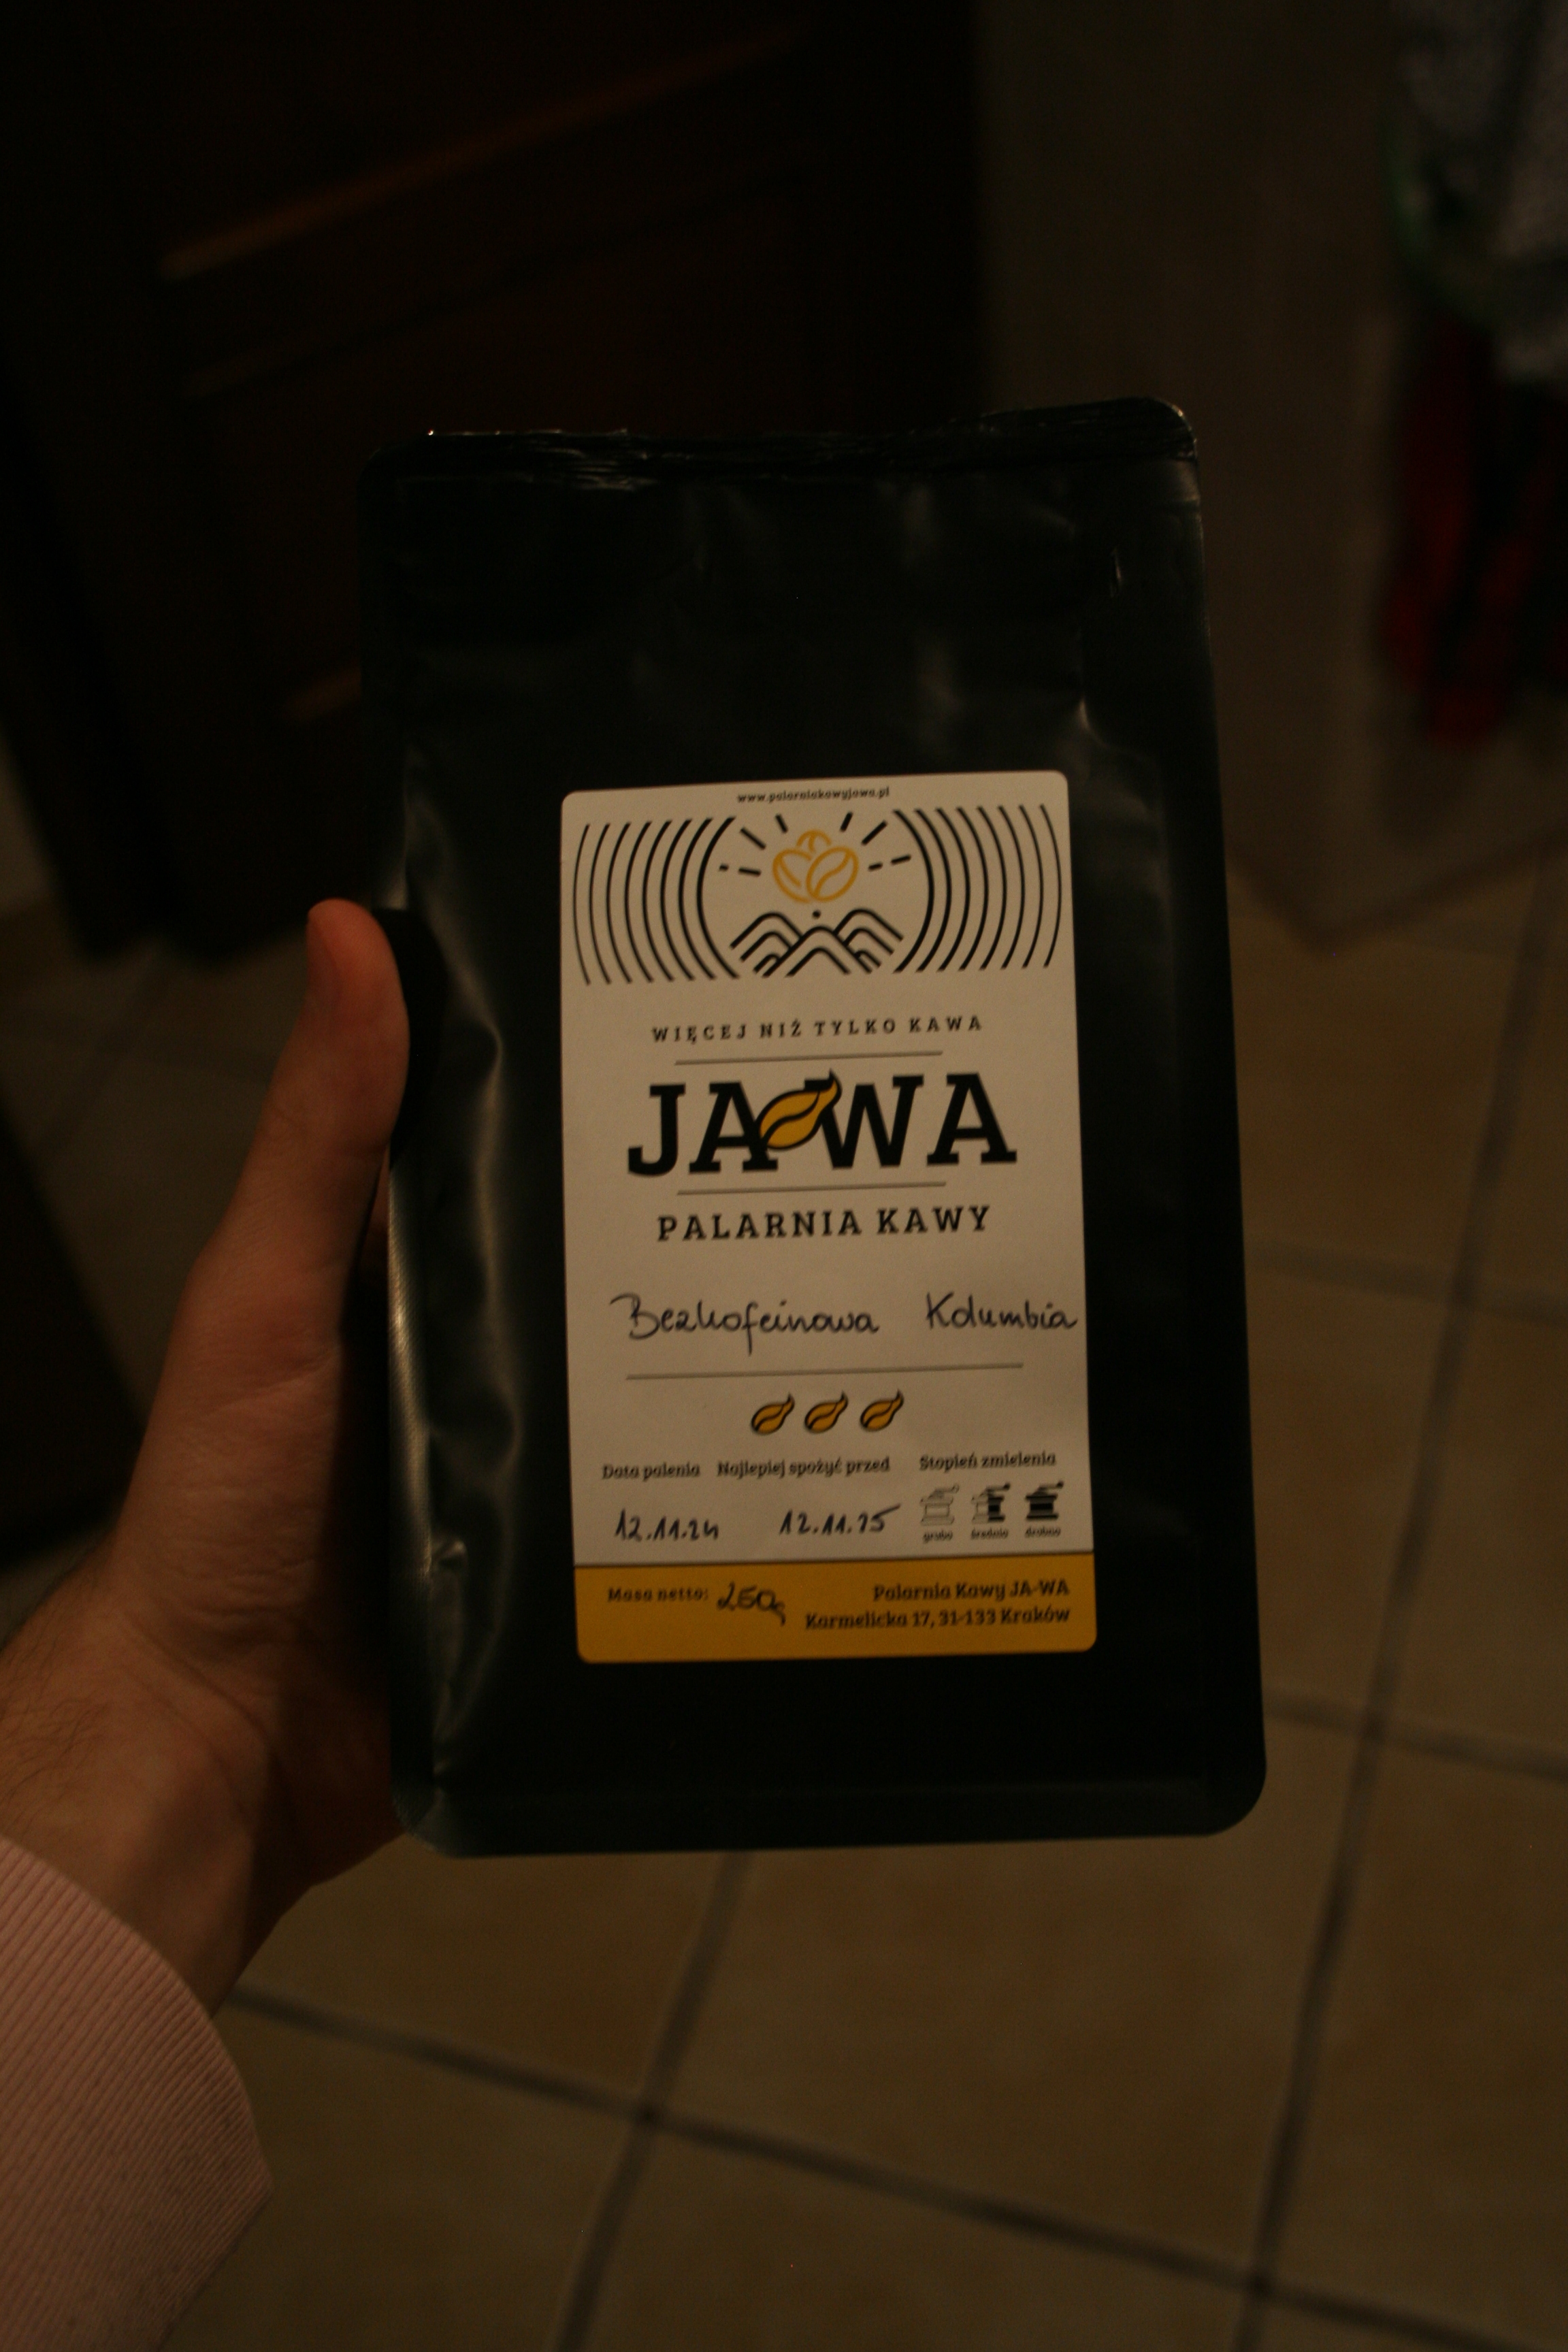 www.palarniakawyjawa.pl
WIĘCEJ NIŻ TYLKO KAWA
JAWA
PALARNIA KAWY
Bezkofeinowa Kolumbia
Data palenia Najlepiej spożyć przed Stopień zmielenia
12.11.24 12.11.25
grubo średnio drobno
Masa netto: 250g Palarnia Kawy JA-WA
Karmelicka 17, 31-133 Kraków